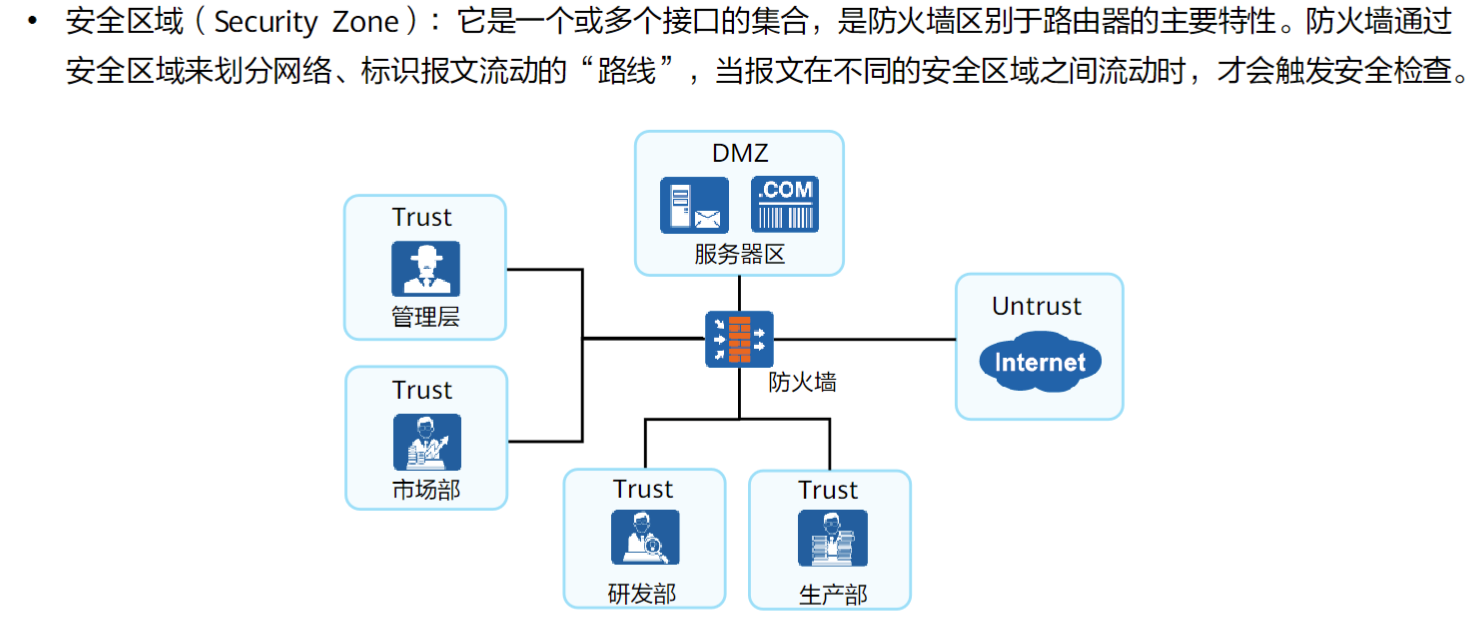 • 安全区域（Security Zone）：它是一个或多个接口的集合，是防火墙区别于路由器的主要特性。防火墙通过
安全区域来划分网络、标识报文流动的“路线”，当报文在不同的安全区域之间流动时，才会触发安全检查。
DMZ
.COM
服务器区
Trust
管理层
Untrust
Internet
防火墙
Trust
市场部
Trust
研发部
Trust
生产部